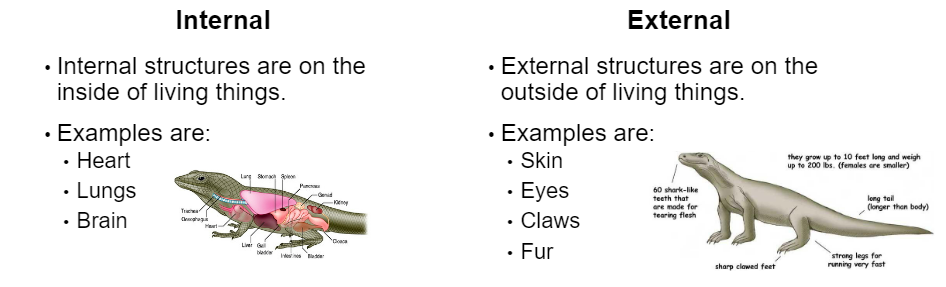 Internal
• Internal structures are on the
inside of living things.
• Examples are:
• Heart
• Lungs
• Brain
Lung Stomach Spleen
Pancreas
Gonad
Kidney
Trachea
Oesophagus
Heart
Liver Gall
bladder
Intestines Bladder
Cloaca
External
• External structures are on the
outside of living things.
• Examples are:
• Skin
• Eyes
• Claws
• Fur
they grow up to 10 feet long and weigh
up to 200 lbs. (females are smaller)
60 shark-like
teeth that
are made for
tearing flesh
long tail
(longer than body)
sharp clawed feet
strong legs for
running very fast